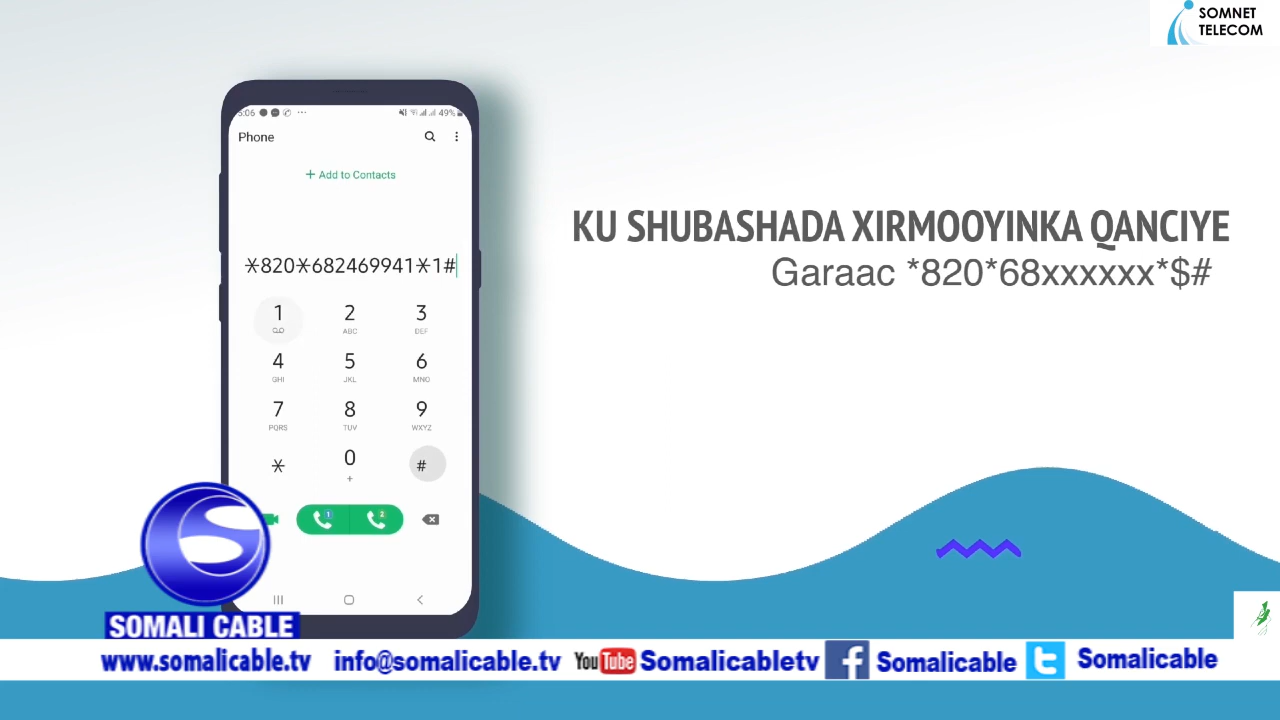 SOMNET
TELECOM
5:06 49%
Phone
+ Add to Contacts
*820*682469941*1#
KU SHUBASHADA XIRMOOYINKA QANCIYE
Garaac *820*68xxxxxx*$#
1 2 3
ABC DEF
4 5 6
GHI JKL MNO
7 8 9
PQRS TUV WXYZ
* 0 #
+
1 2
SOMALI CABLE
www.somalicable.tv info@somalicable.tv YouTube Somalicabletv f Somalicable t Somalicable